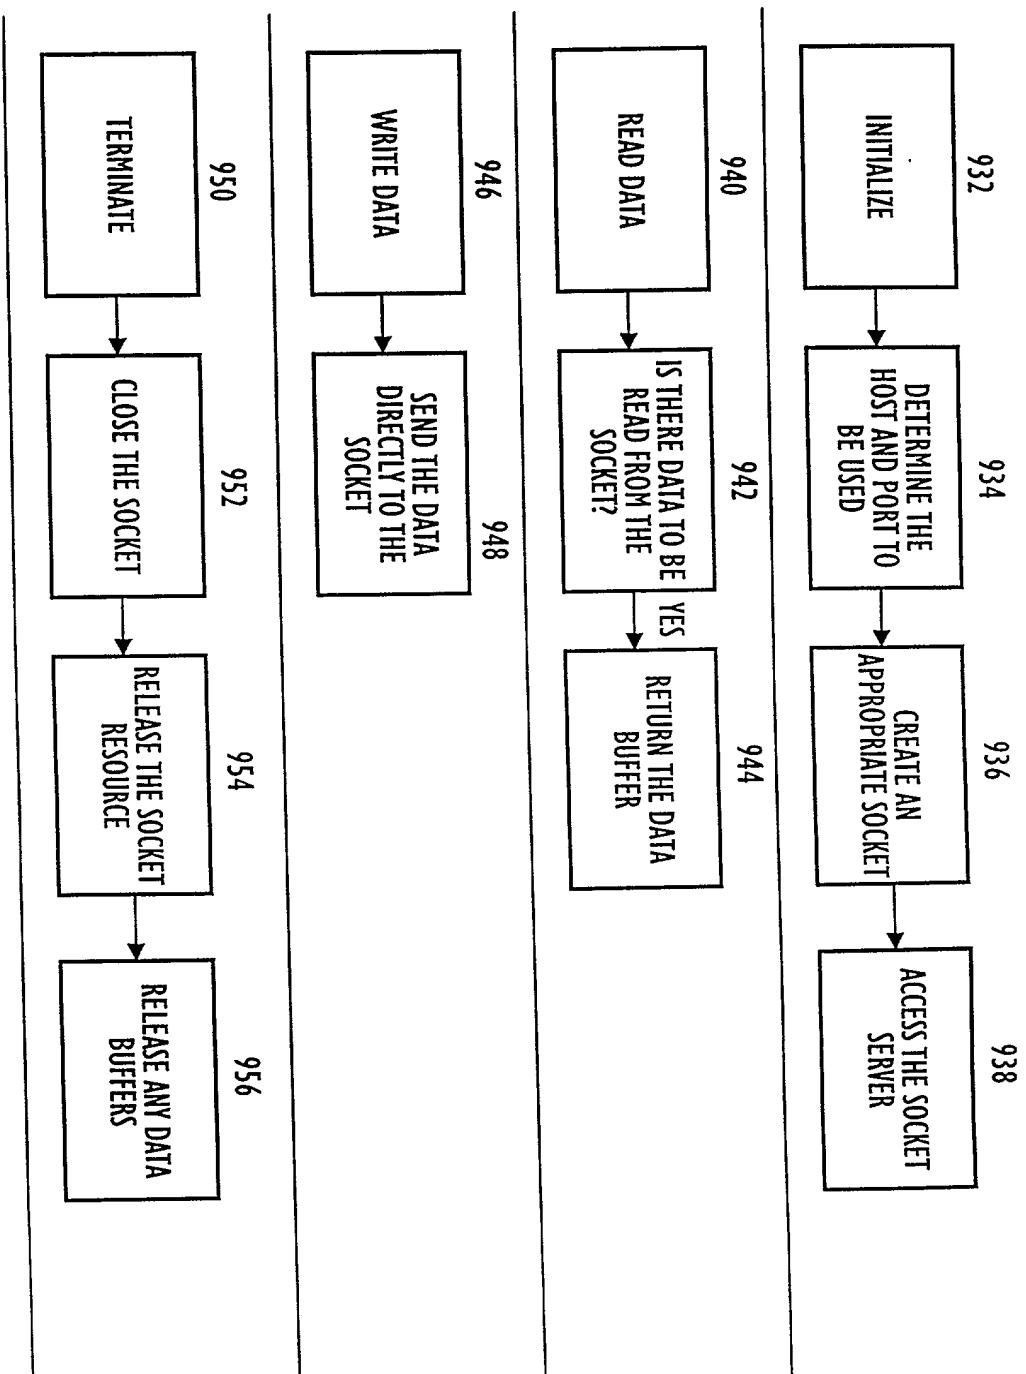 932
INITIALIZE
934
DETERMINE THE
HOST AND PORT TO
BE USED
936
CREATE AN
APPROPRIATE SOCKET
938
ACCESS THE SOCKET
SERVER
940
READ DATA
942
IS THERE DATA TO BE
READ FROM THE
SOCKET?
YES
944
RETURN THE DATA
BUFFER
946
WRITE DATA
948
SEND THE DATA
DIRECTLY TO THE
SOCKET
950
TERMINATE
952
CLOSE THE SOCKET
954
RELEASE THE SOCKET
RESOURCE
956
RELEASE ANY DATA
BUFFERS